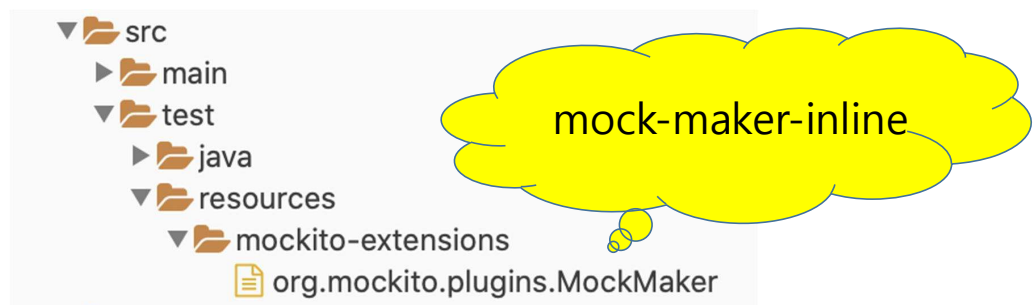 src
main
mock-maker-inline
test
java
resources
mockito-extensions
org.mockito.plugins.MockMaker